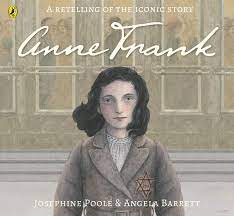 A RETELLING OF THE ICONIC STORY
Anne Frank
JOSEPHINE POOLE & ANGELA BARRETT